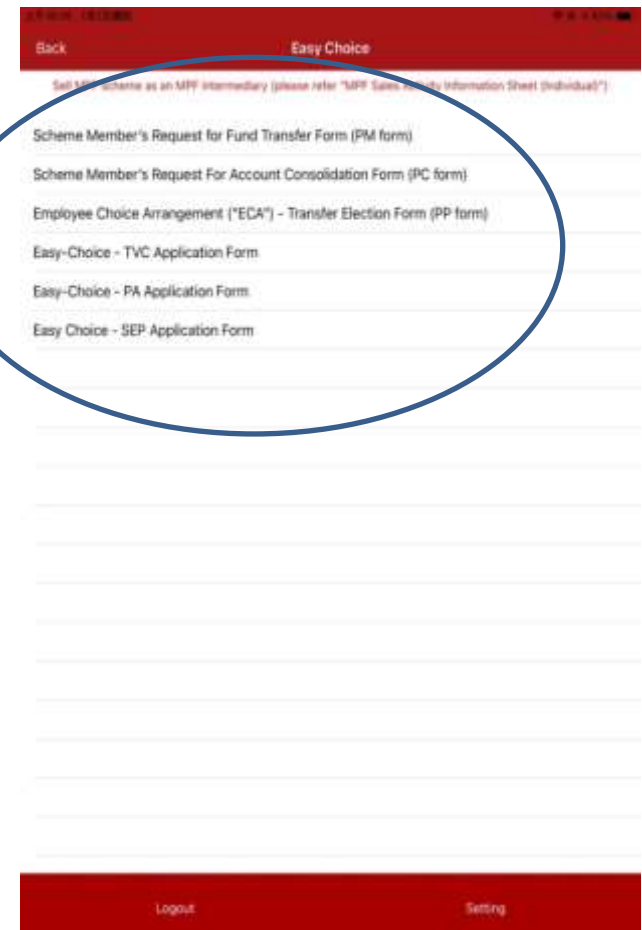 Back
Easy Choice
Sell MPF scheme as an MPF intermediary (please refer "MPF Sales Activity Information Sheet (Individual)")
Scheme Member's Request for Fund Transfer Form (PM form)
Scheme Member's Request For Account Consolidation Form (PC form)
Employee Choice Arrangement ("ECA") - Transfer Election Form (PP form)
Easy-Choice - TVC Application Form
Easy-Choice - PA Application Form
Easy Choice - SEP Application Form
Logout
Setting